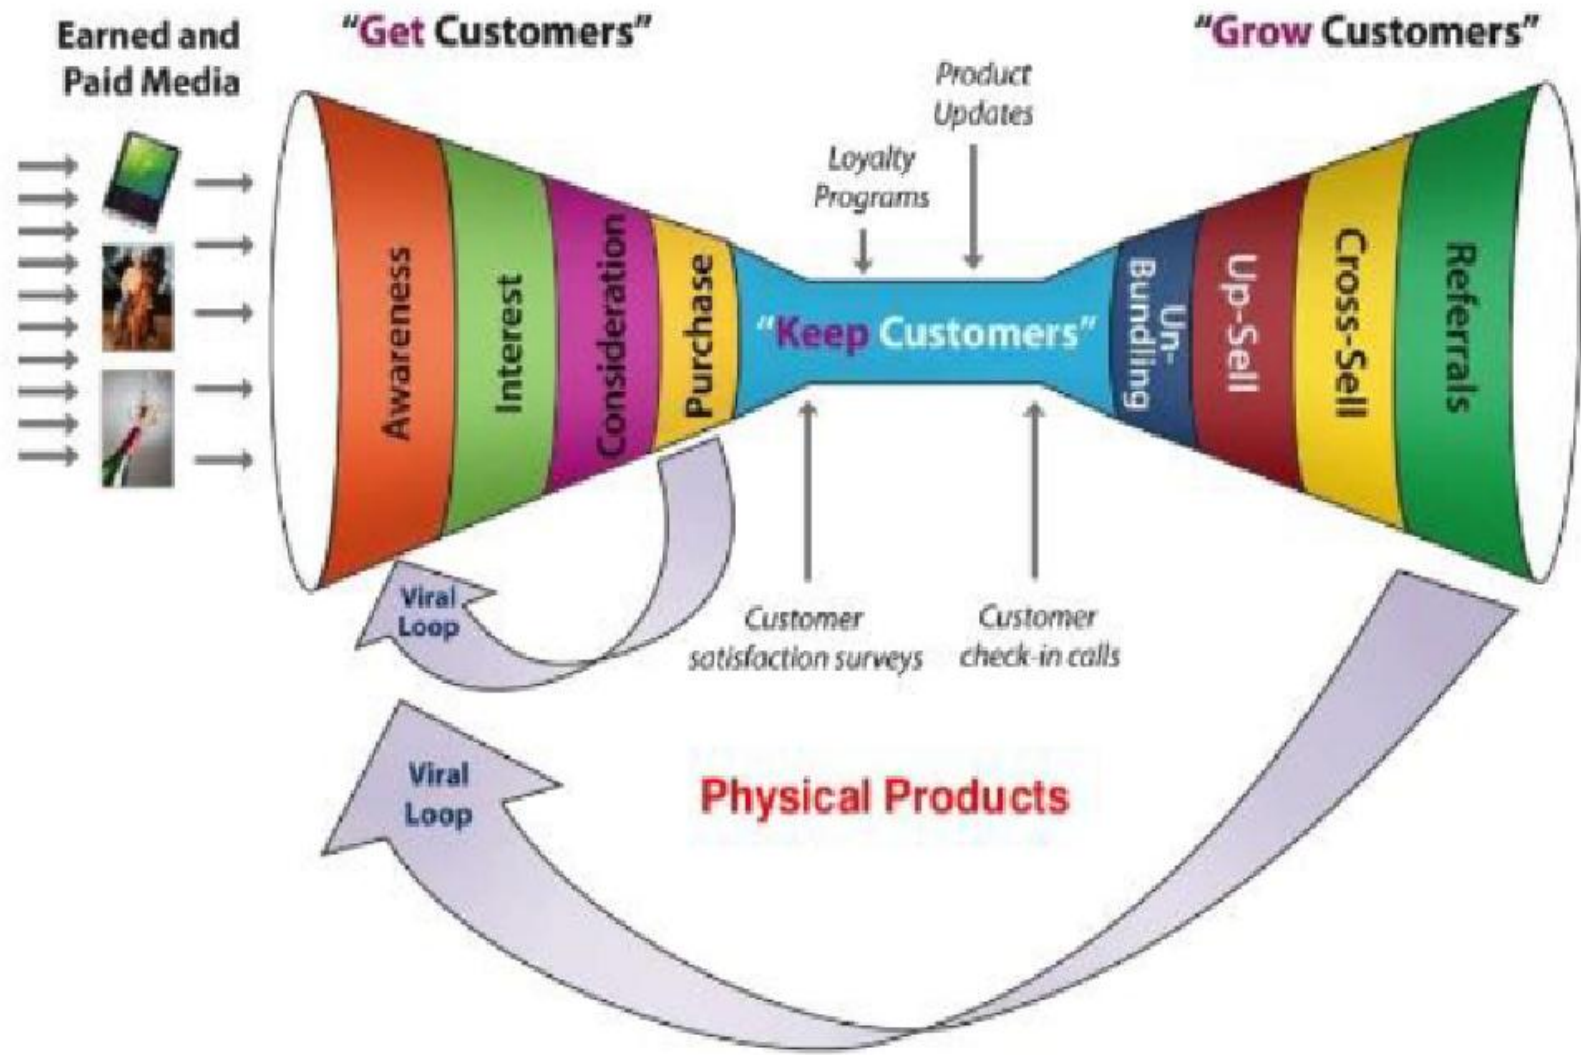 Earned and
Paid Media
“Get Customers”
“Grow Customers”
Product
Updates
Loyalty
Programs
Awareness
Interest
Consideration
Purchase
“Keep Customers”
Un-
Bundling
Up-Sell
Cross-Sell
Referrals
Viral
Loop
Customer
satisfaction surveys
Customer
check-in calls
Viral
Loop
Physical Products